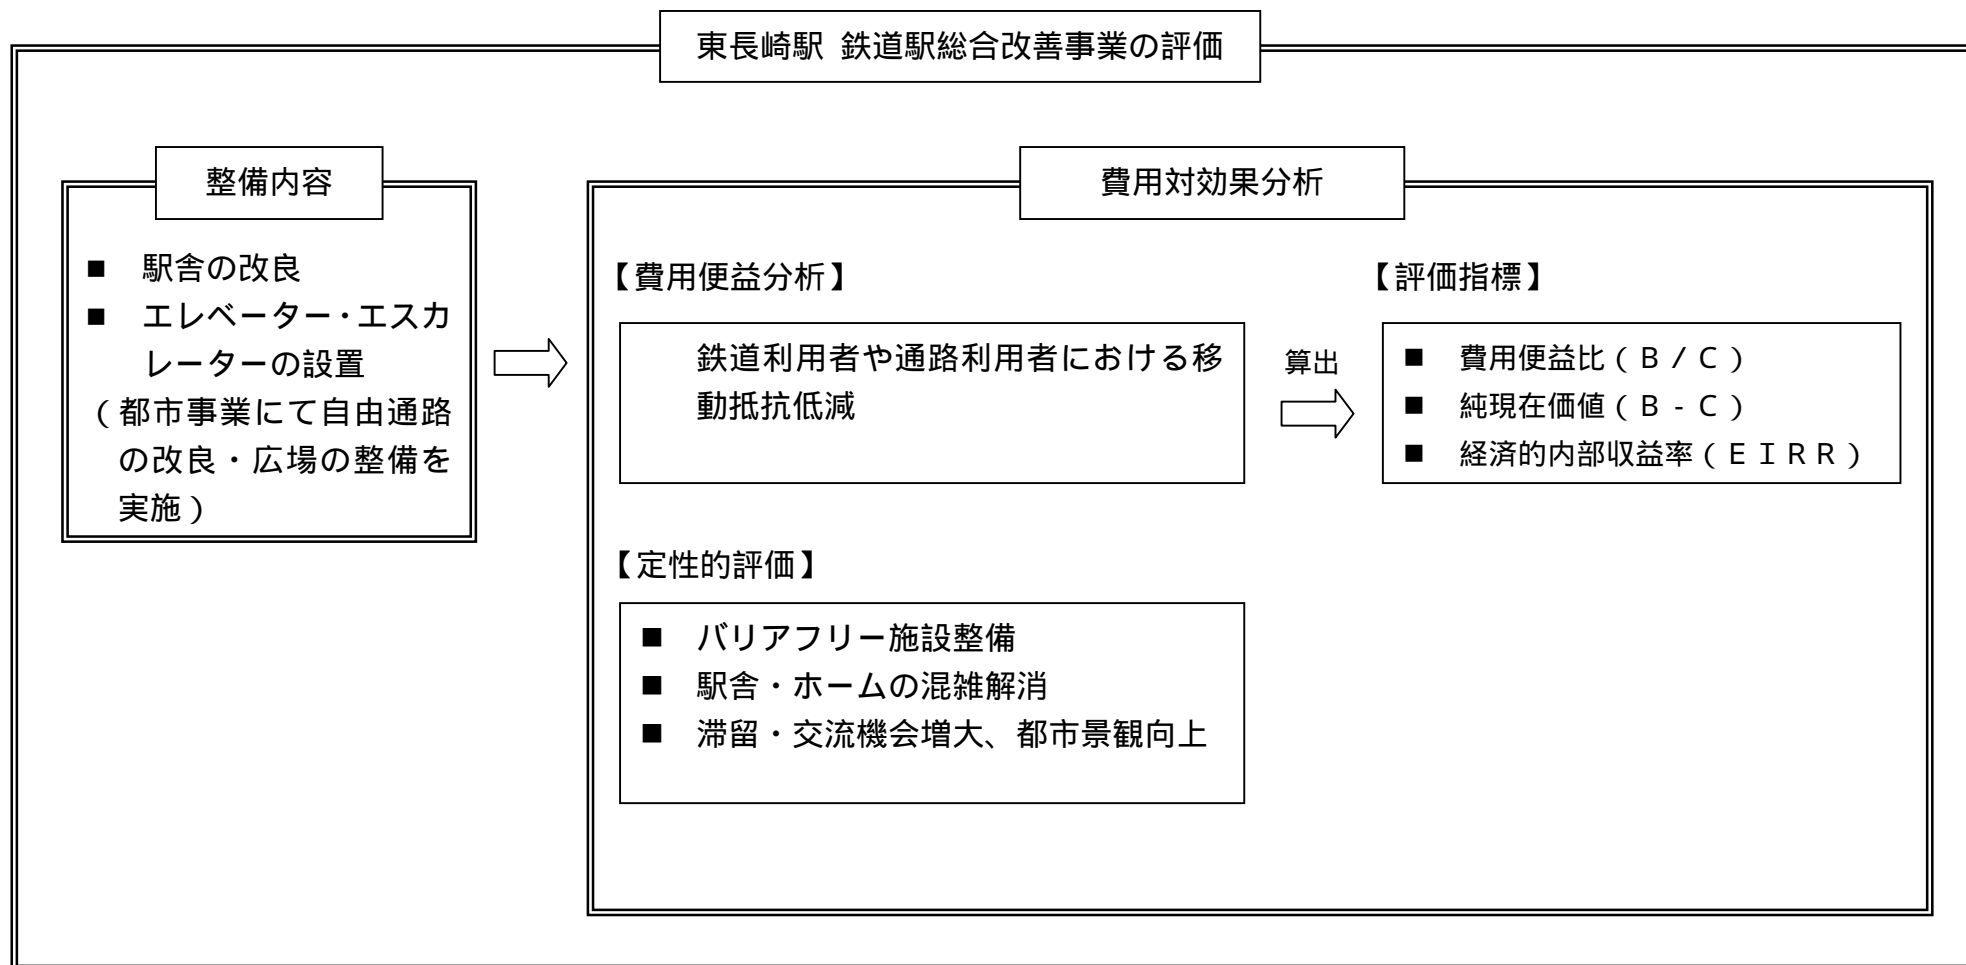 東長崎駅 鉄道駅総合改善事業の評価
整備内容
■ 駅舎の改良
■ エレベーター・エスカ
レーターの設置
（都市事業にて自由通路
の改良・広場の整備を
実施）
費用対効果分析
【費用便益分析】
鉄道利用者や通路利用者における移
動抵抗低減
算出
【評価指標】
■ 費用便益比（Ｂ／｣）
■ 純現在価値（Ｂ‐Ｃ）
■ 経済的内部収益率（ＥＩＲＲ）
【定性的評価】
■ バリアフリー施設整備
■ 駅舎・ホームの混雑解消
■ 滞留・交流機会増大、都市景観向上